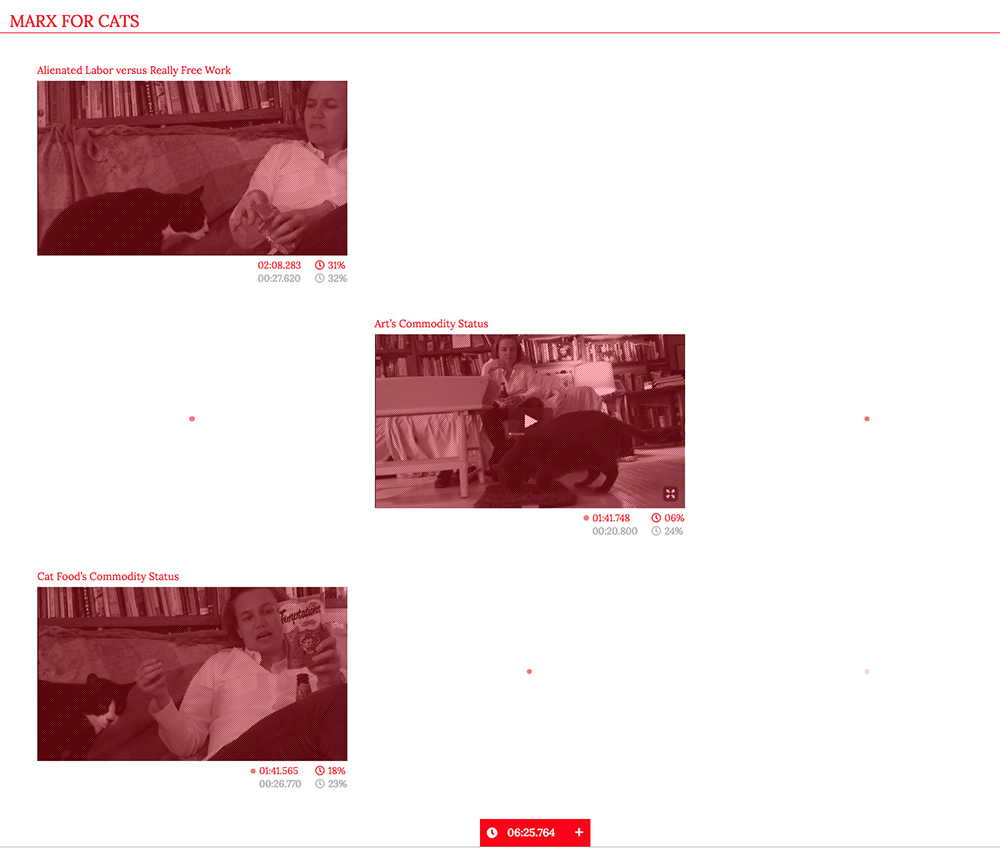 MARX FOR CATS
Alienated Labor versus Really Free Work
02:08.283 31%
00:27.620 32%
Art's Commodity Status
01:41.748 06%
00:20.800 24%
Cat Food's Commodity Status
Temptations
01:41.565 18%
00:26.770 23%
06:25.764 +